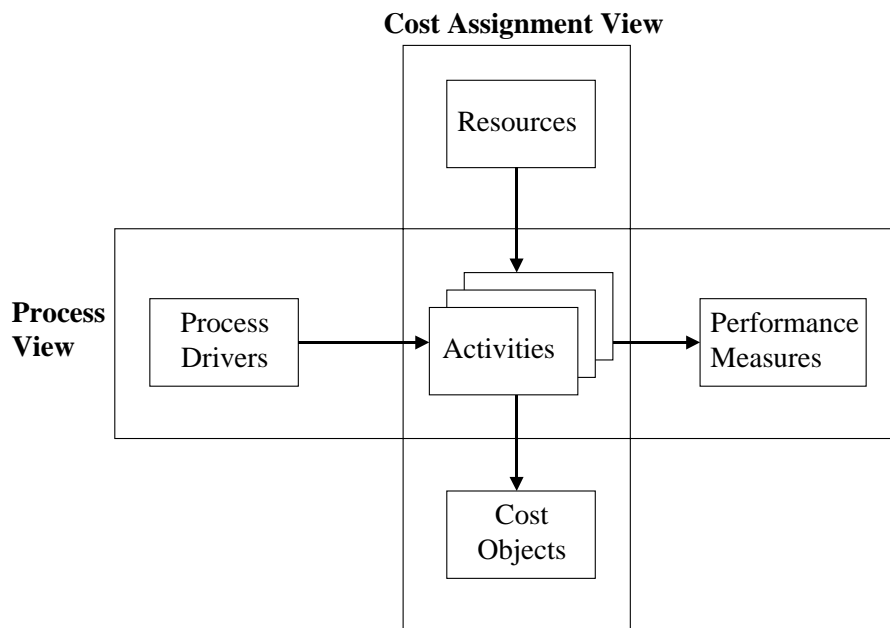 Cost Assignment View
Resources
Process
View
Process
Drivers
Activities
Performance
Measures
Cost
Objects